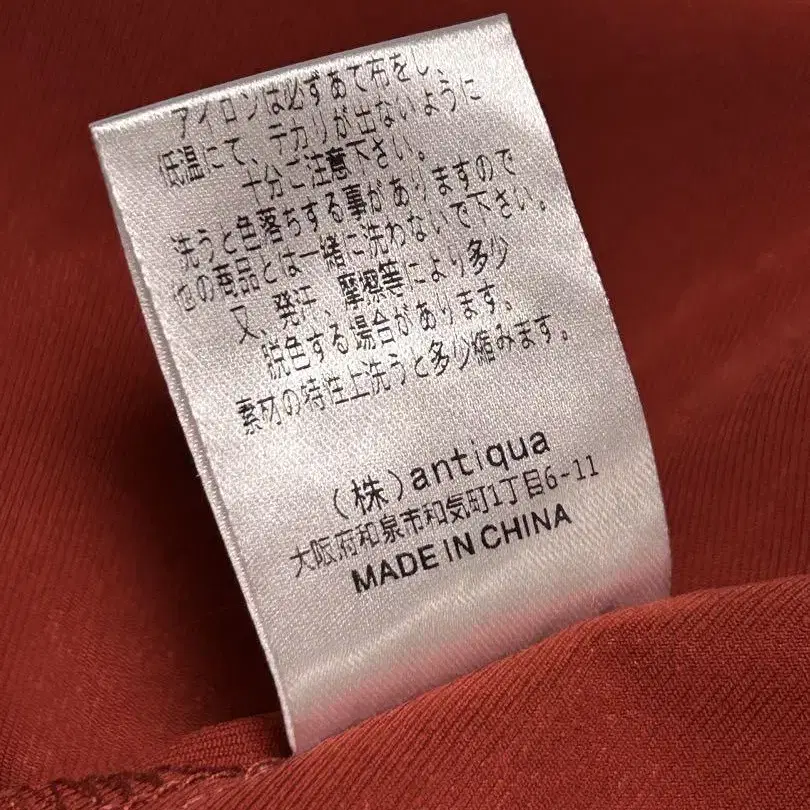 アイロンは必ずあて布をし、
低温にて、テカリが出ないように
十分ご注意下さい。
洗うと色落ちする事がありますので
他の商品とは一緒に洗わないで下さい。
又、発汗、摩擦等により多少
脱色する場合があります。
素材の特性上洗うと多少縮みます。
(株)antiqua
大阪府和泉市和気町1丁目6-11
MADE IN CHINA